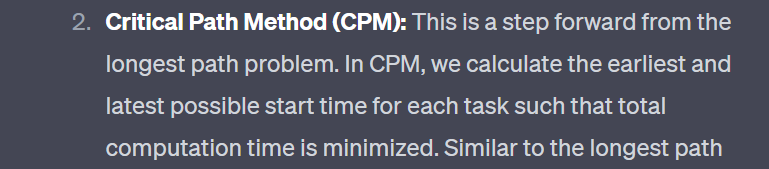 2. Critical Path Method (CPM): This is a step forward from the
longest path problem. In CPM, we calculate the earliest and
latest possible start time for each task such that total
computation time is minimized. Similar to the longest path